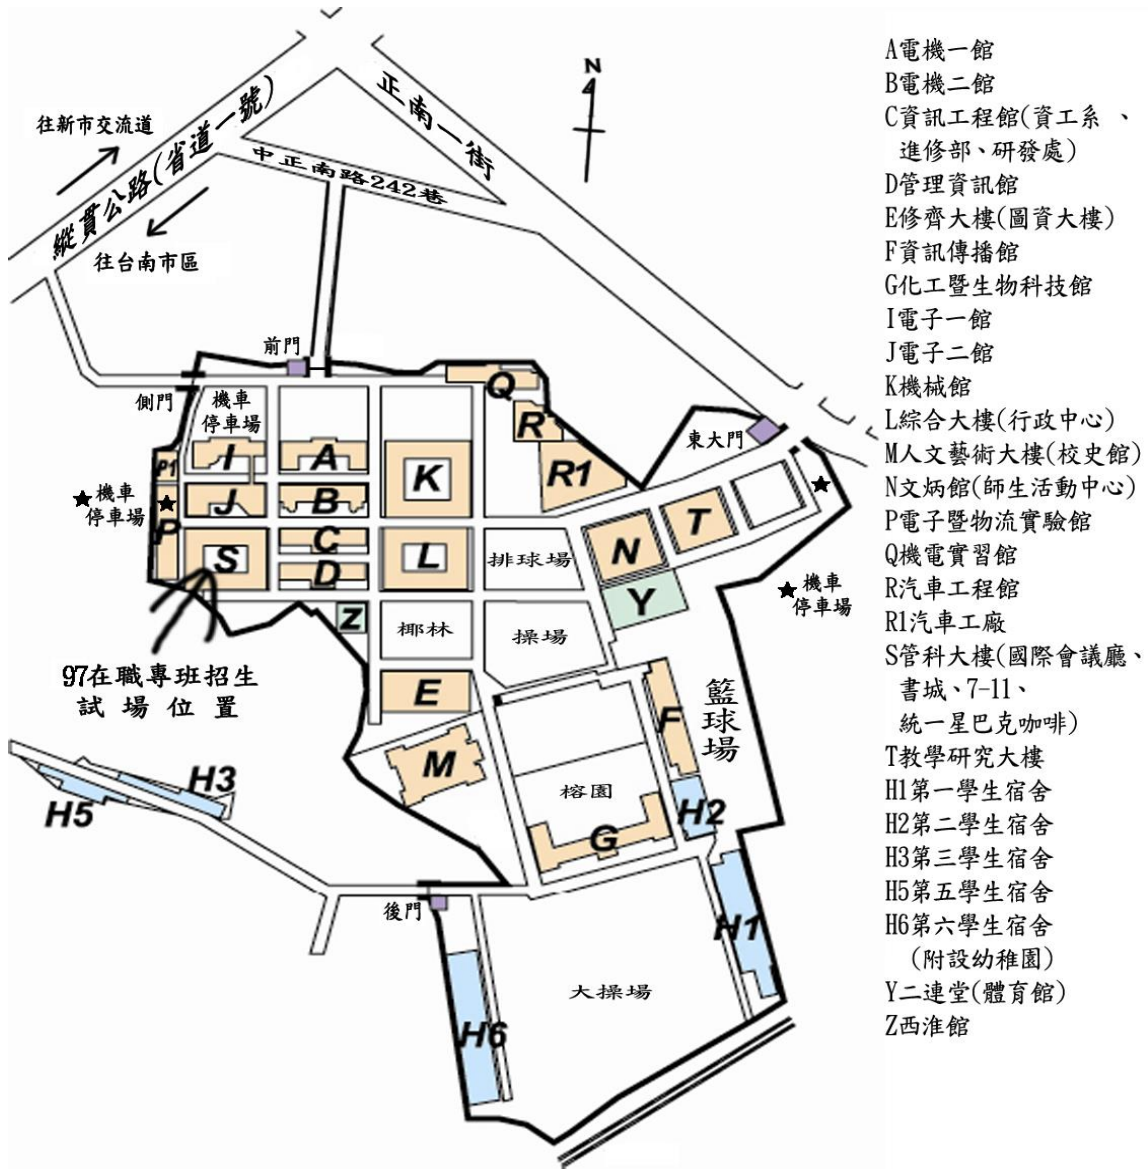 N
正南一街
縱貫公路(省道一號)
往新市交流道
中正南路242巷
往台南市區
前門
側門
機車
停車場
Q
R
東大門
I
A
K
R1
P1
★機車
停車場
★
★
J
B
T
P
S
C
L
排球場
N
D
★機車
停車場
Z
椰林
操場
Y
97在職專班招生
試場位置
E
籃球場
F
M
榕園
H3
H5
H2
G
後門
H1
大操場
H6
A電機一館
B電機二館
C資訊工程館(資工系、
進修部、研發處)
D管理資訊館
E修齊大樓(圖資大樓)
F資訊傳播館
G化工暨生物科技館
I電子一館
J電子二館
K機械館
L綜合大樓(行政中心)
M人文藝術大樓(校史館)
N文炳館(師生活動中心)
P電子暨物流實驗館
Q機電實習館
R汽車工程館
R1汽車工廠
S管科大樓(國際會議廳、
書城、7-11、
統一星巴克咖啡)
T教學研究大樓
H1第一學生宿舍
H2第二學生宿舍
H3第三學生宿舍
H5第五學生宿舍
H6第六學生宿舍
(附設幼稚園)
Y二連堂(體育館)
Z西淮館